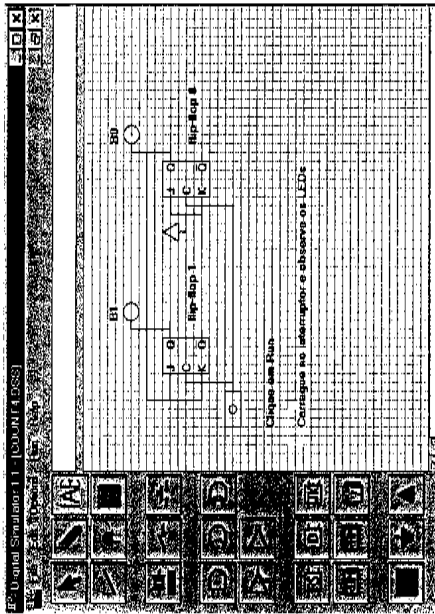 Digital Simulator 1.1 - [COUNT4.DSS]
B1
B0
flip-flop 1
flip-flop 0
J Q
C
K Q
J Q
C
K Q
Clique em Run
Carregue no interruptor e observe os LEDs